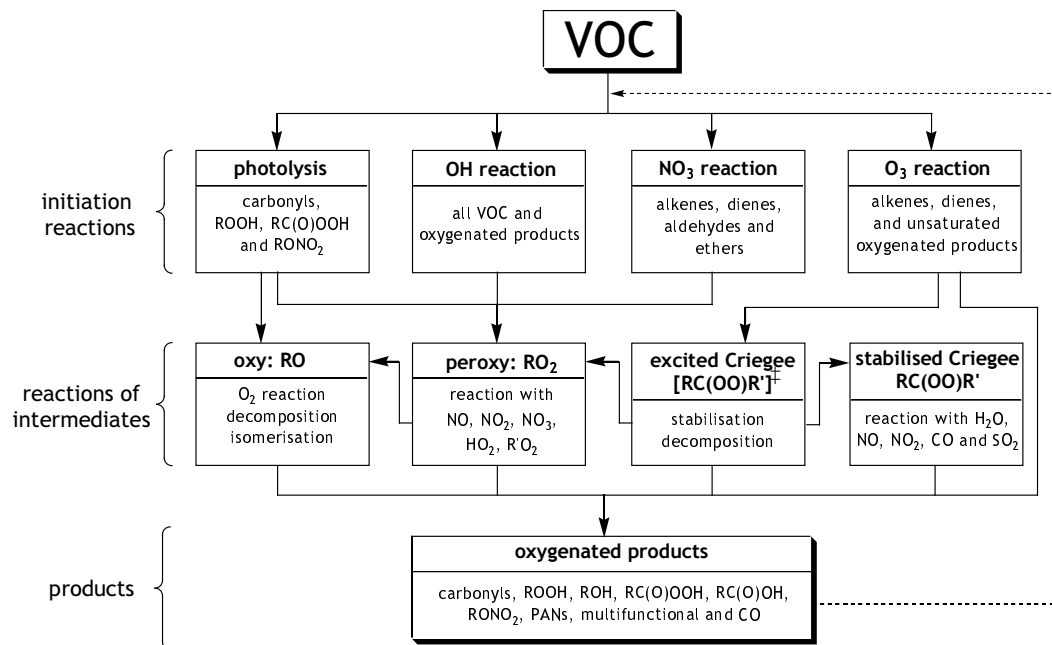 VOC
initiation
reactions
photolysis
carbonyls,
ROOH, RC(O)OOH
and RONO₂
OH reaction
all VOC and
oxygenated products
NO₃ reaction
alkenes, dienes,
aldehydes and
ethers
O₃ reaction
alkenes, dienes,
and unsaturated
oxygenated products
reactions of
intermediates
oxy: RO
O₂ reaction
decomposition
isomerisation
peroxy: RO₂
reaction with
NO, NO₂, NO₃,
HO₂, R'O₂
excited Criegee
[RC(OO)R']‡
stabilisation
decomposition
stabilised Criegee
RC(OO)R'
reaction with H₂O,
NO, NO₂, CO and SO₂
products
oxygenated products
carbonyls, ROOH, ROH, RC(O)OOH, RC(O)OH,
RONO₂, PANs, multifunctional and CO